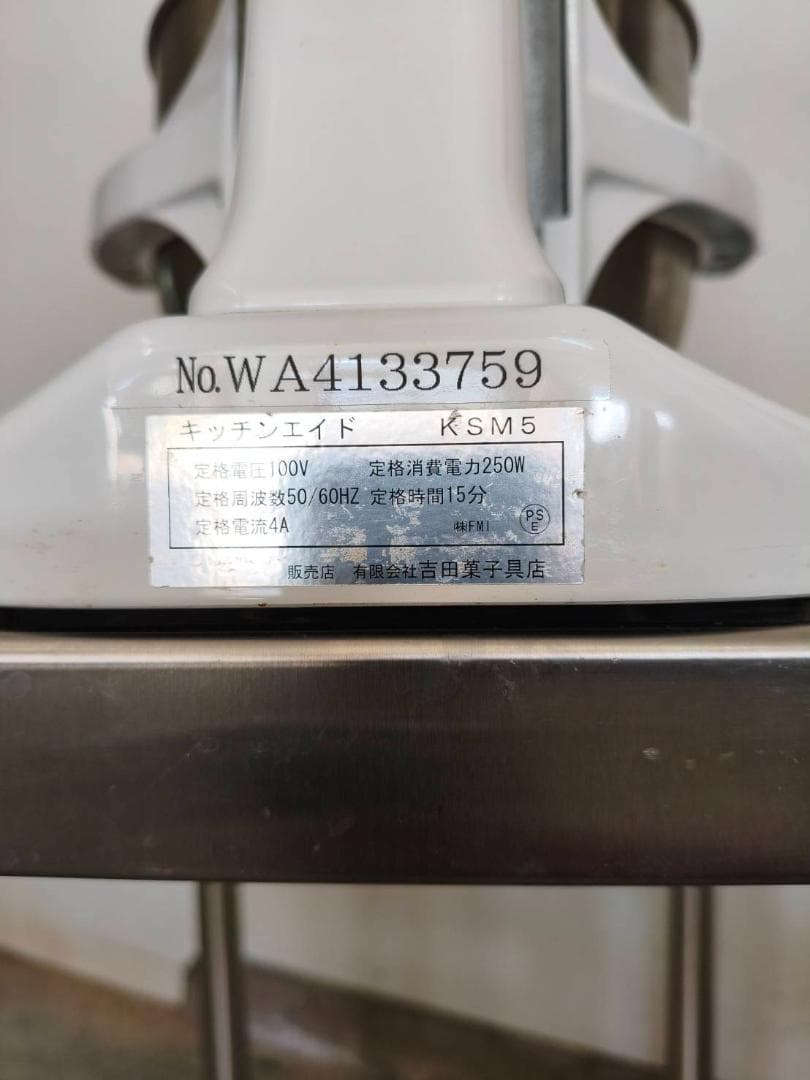 No.WA4133759
キッチンエイド KSM5
定格電圧100V 定格消費電力250W
定格周波数50/60HZ 定格時間15分
定格電流4A ㈱FMI PSE
販売店 有限会社吉田菓子具店